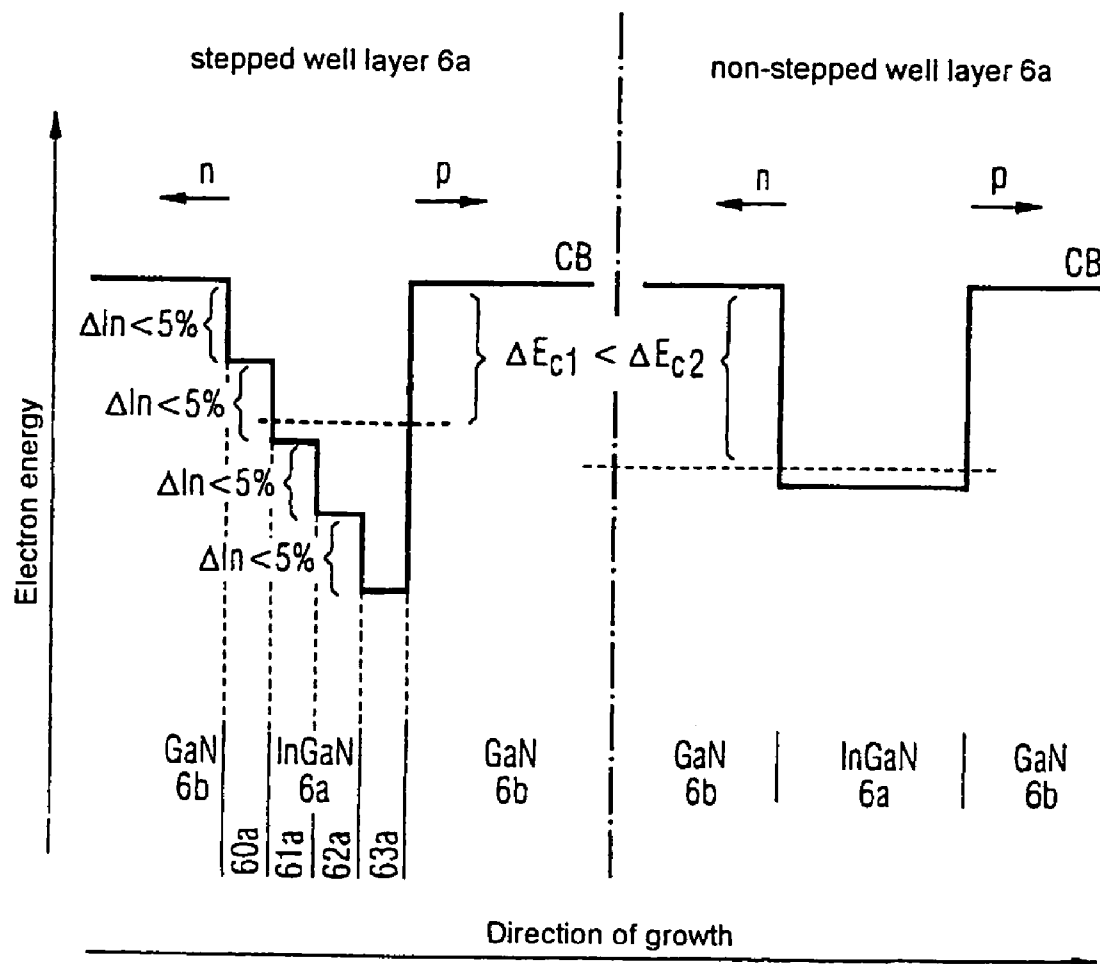 stepped well layer 6a
non-stepped well layer 6a
n
p
n
p
CB
CB
ΔIn<5%
ΔIn<5%
ΔIn<5%
ΔIn<5%
ΔEc1 < ΔEc2
Electron energy
GaN
6b
InGaN
6a
GaN
6b
GaN
6b
InGaN
6a
GaN
6b
60a
61a
62a
63a
Direction of growth